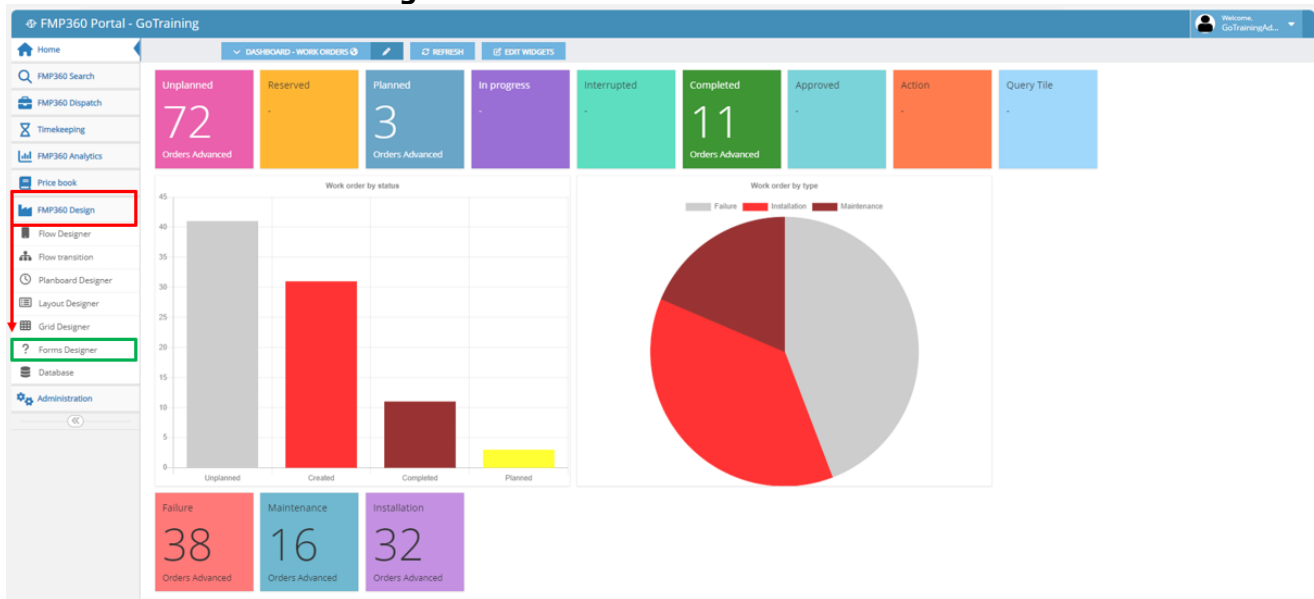 FMP360 Portal - GoTraining
Welcome,
GoTrainingAd...
Home
FMP360 Search
FMP360 Dispatch
Timekeeping
FMP360 Analytics
Price book
FMP360 Design
Flow Designer
Flow transition
Planboard Designer
Layout Designer
Grid Designer
? Forms Designer
Database
Administration
DASHBOARD - WORK ORDERS
REFRESH
EDIT WIDGETS
Unplanned
72
Orders Advanced
Reserved
-
Planned
3
Orders Advanced
In progress
-
Interrupted
-
Completed
11
Orders Advanced
Approved
-
Action
-
Query Tile
-
Work order by status
45
40
35
30
25
20
15
10
5
0
Unplanned Created Completed Planned
Work order by type
Failure Installation Maintenance
Failure
38
Orders Advanced
Maintenance
16
Orders Advanced
Installation
32
Orders Advanced